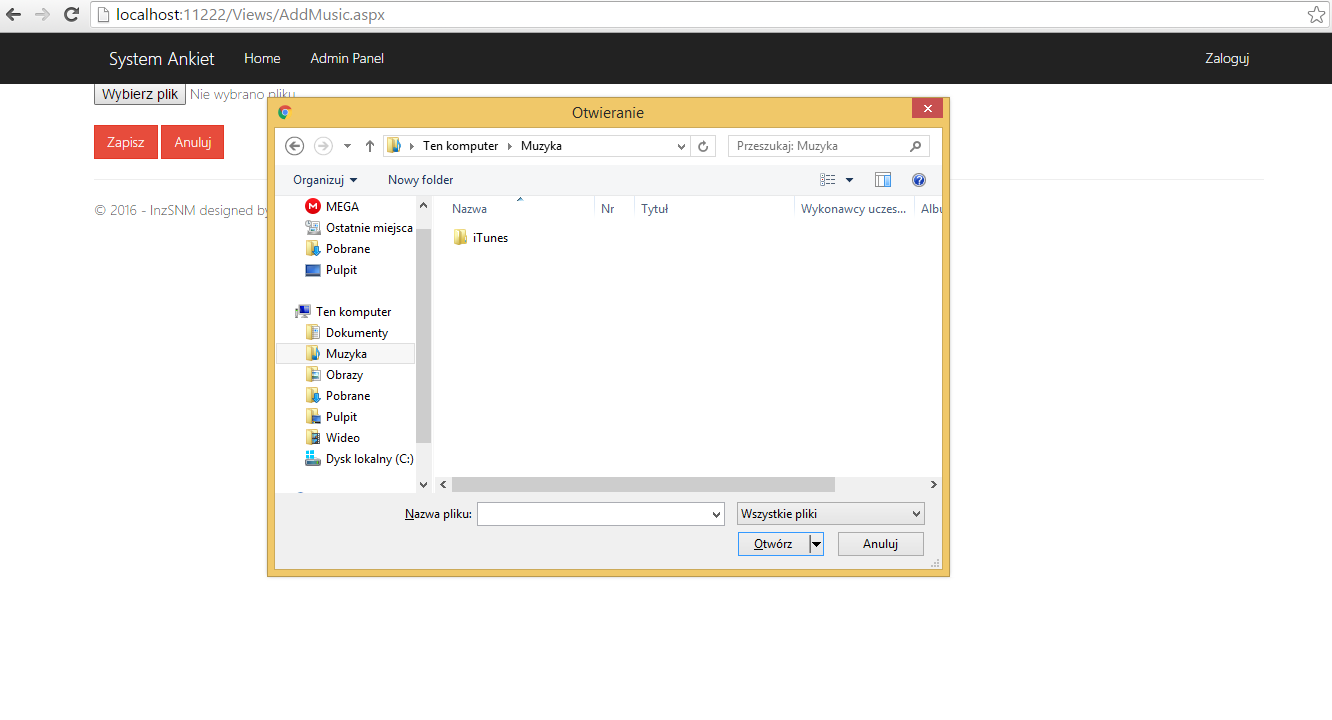 localhost:11222/Views/AddMusic.aspx
System Ankiet Home Admin Panel Zaloguj
Wybierz plik Nie wybrano pliku
Otwieranie
Ten komputer Muzyka Przeszukaj: Muzyka
Zapisz Anuluj
Organizuj Nowy folder
MEGA
Ostatnie miejsca
Pobrane
Pulpit
Ten komputer
Dokumenty
Muzyka
Obrazy
Pobrane
Pulpit
Wideo
Dysk lokalny (C:)
Nazwa Nr Tytuł Wykonawcy uczes... Albu
iTunes
© 2016 - InzSNM designed by
Nazwa pliku: Wszystkie pliki
Otwórz Anuluj